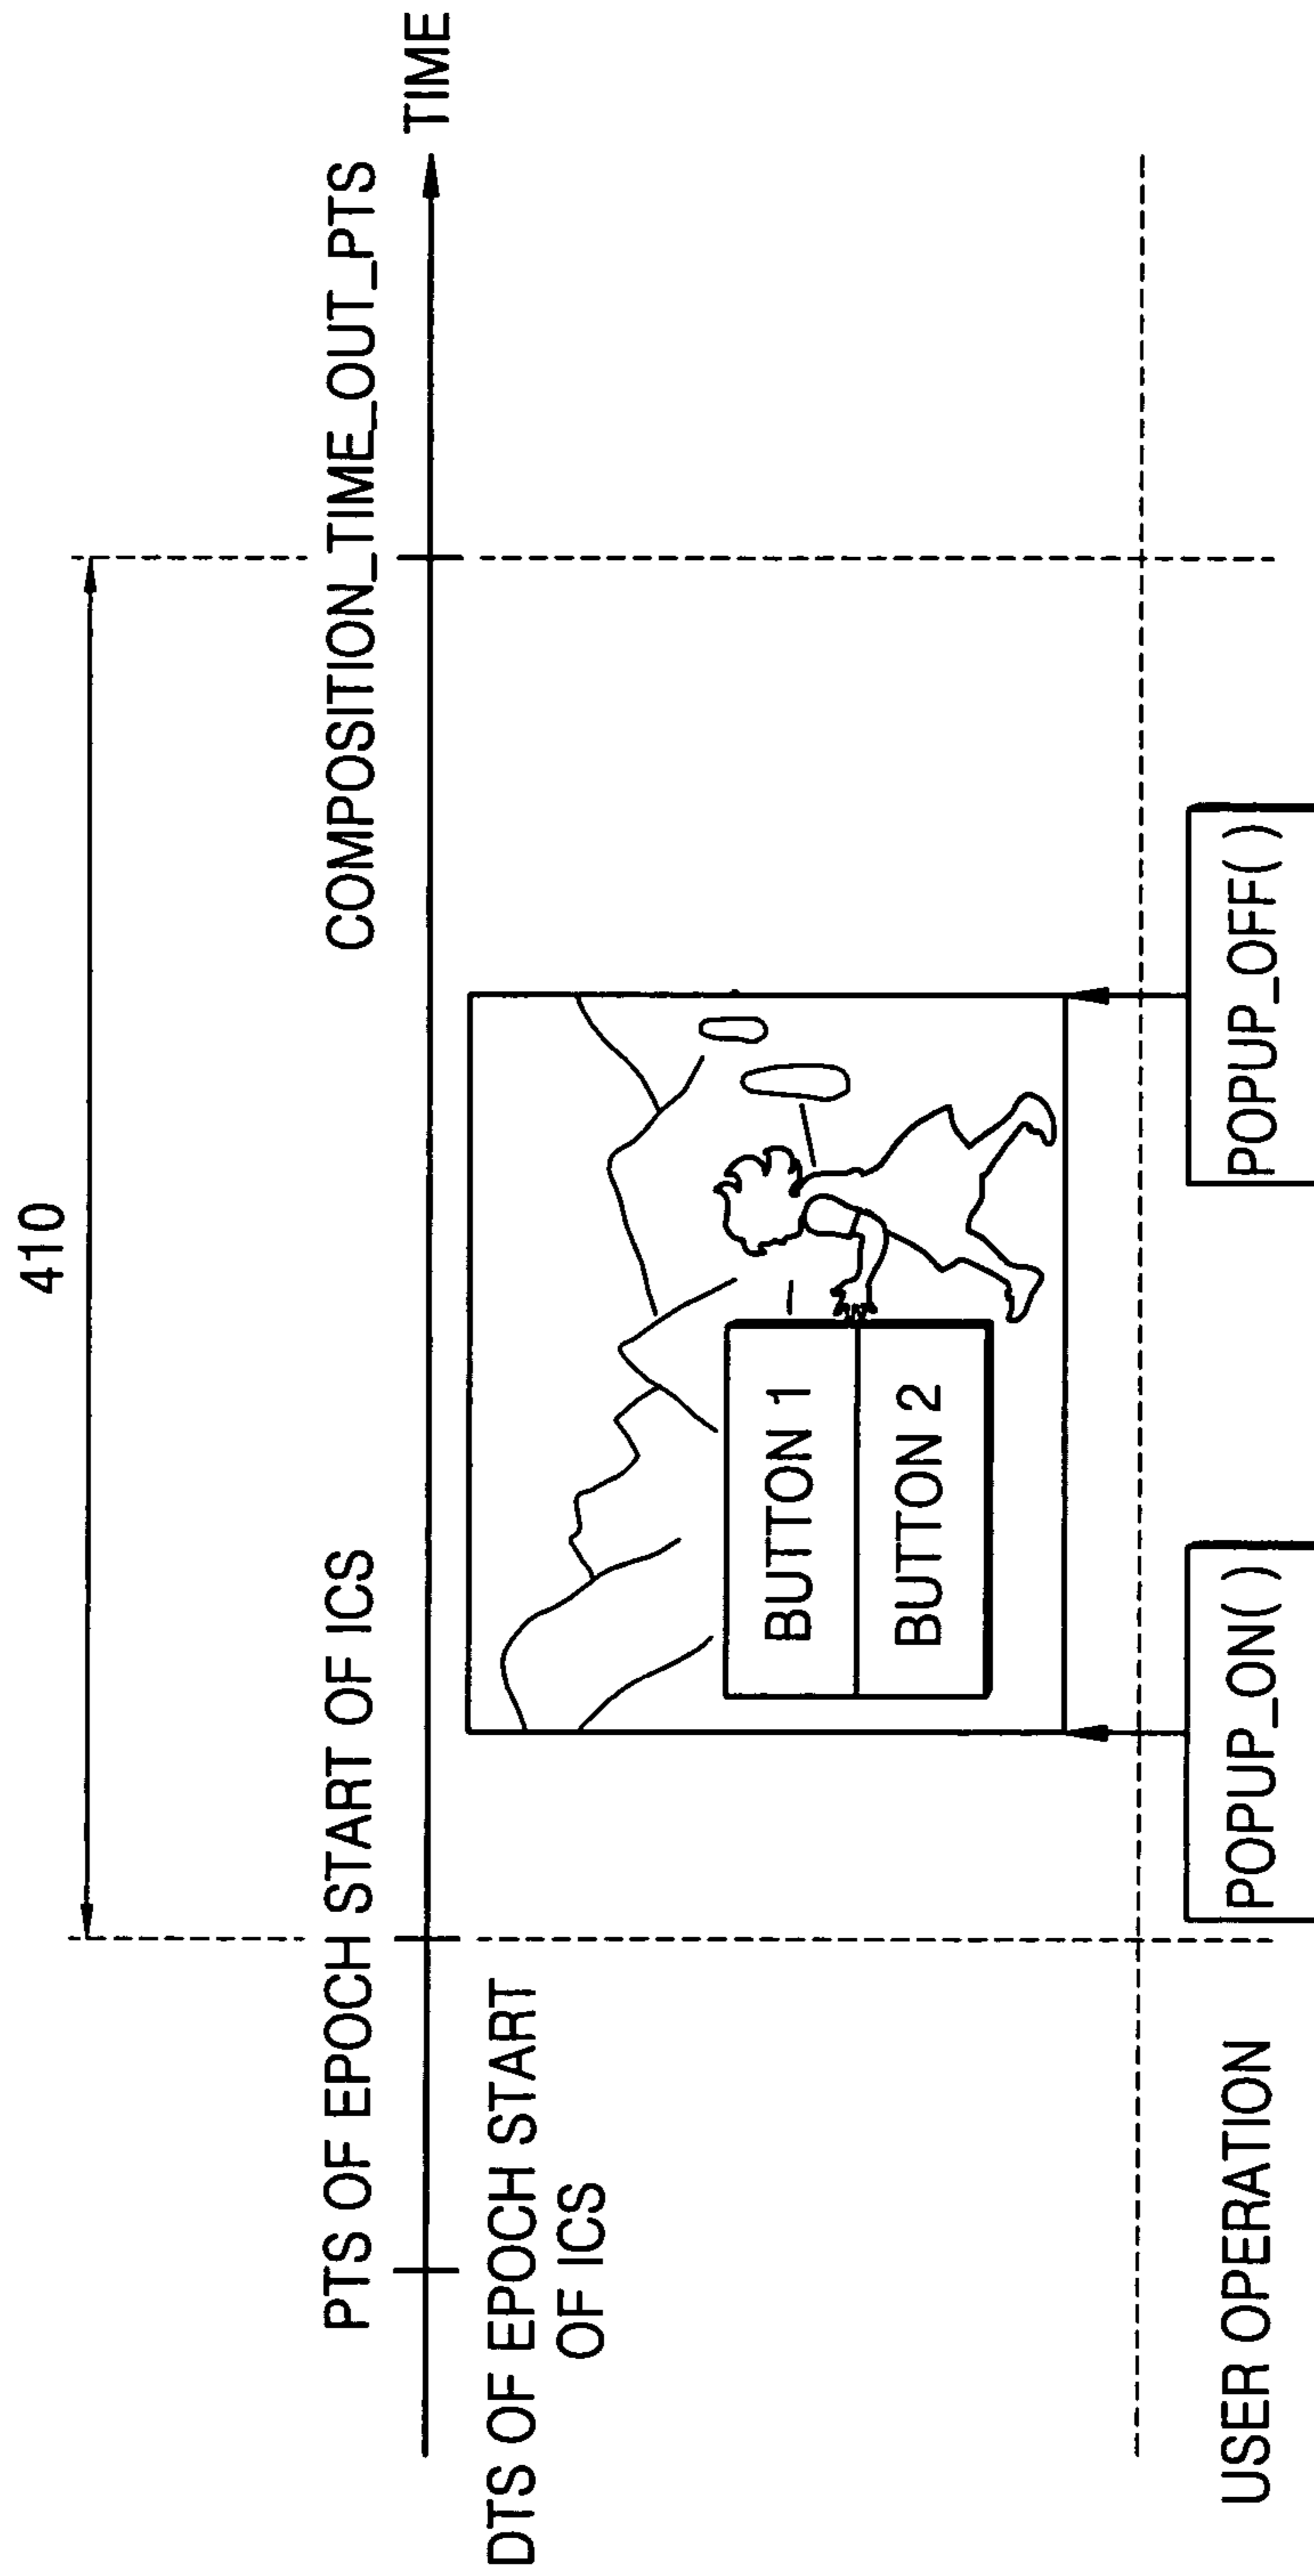 410
PTS OF EPOCH START OF ICS
COMPOSITION_TIME_OUT_PTS
TIME
DTS OF EPOCH START
OF ICS
BUTTON 1
BUTTON 2
USER OPERATION
POPUP_ON( )
POPUP_OFF( )